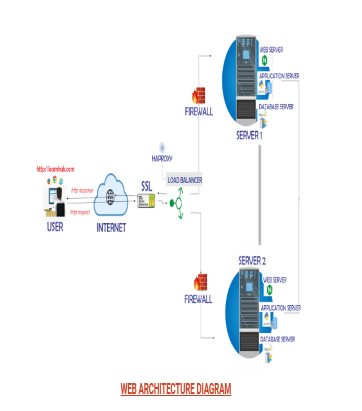 WEB SERVER
APPLICATION SERVER
FIREWALL
DATABASE SERVER
SERVER 1
HAPROXY
http://learnhub.com
LOAD BALANCER
SSL
http response
http request
USER
INTERNET
SERVER 2
WEB SERVER
FIREWALL
APPLICATION SERVER
DATABASE SERVER
WEB ARCHITECTURE DIAGRAM